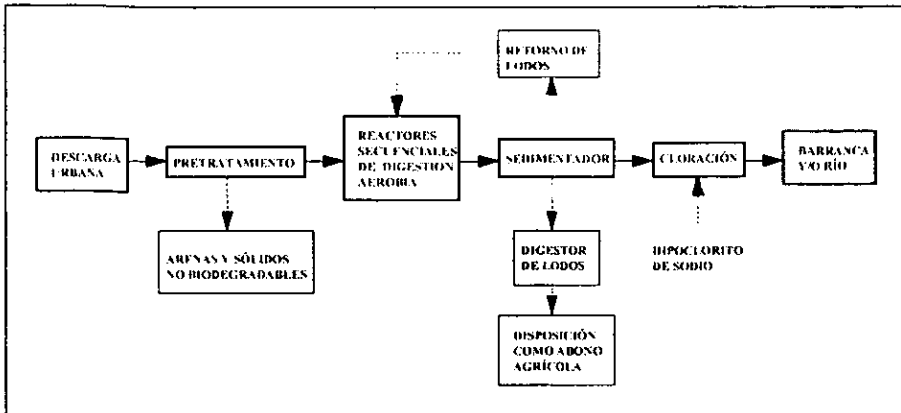 RETORNO DE
LODOS
DESCARGA
URBANA
PRETRATAMIENTO
REACTORES
SECUENCIALES
DE DIGESTION
AEROBIA
SEDIMENTADOR
CLORACIÓN
BARRANCA
Y/O RÍO
ARENAS Y SÓLIDOS
NO BIODEGRADABLES
DIGESTOR
DE LODOS
HIPOCLORITO
DE SODIO
DISPOSICIÓN
COMO ABONO
AGRÍCOLA